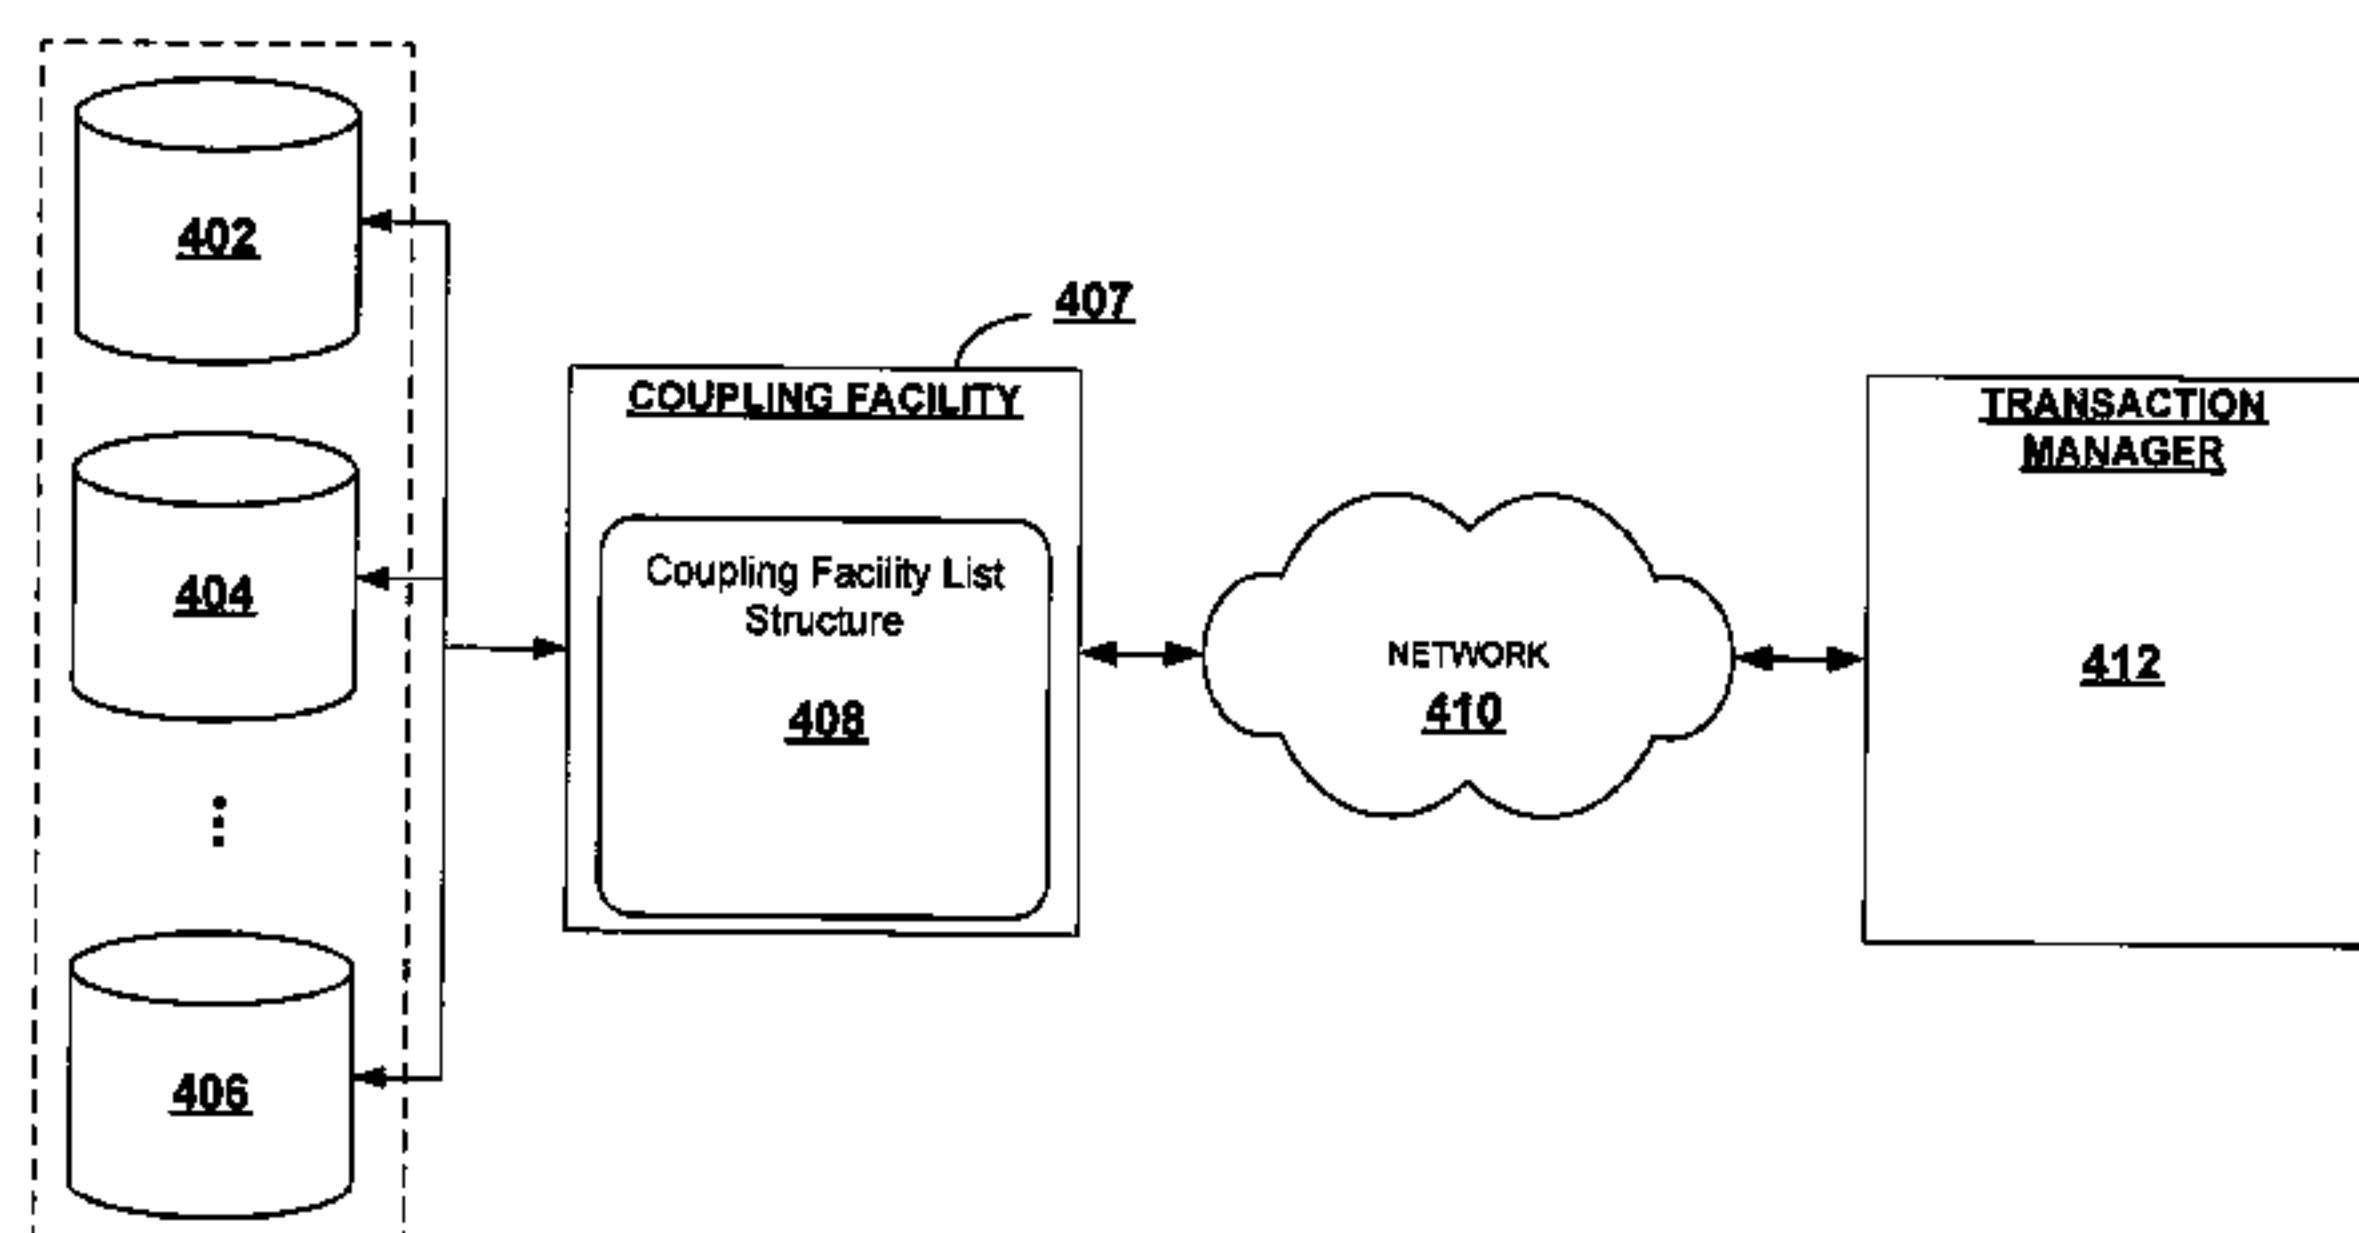 402
404
406
407
COUPLING FACILITY
Coupling Facility List
Structure
408
NETWORK
410
TRANSACTION
MANAGER
412